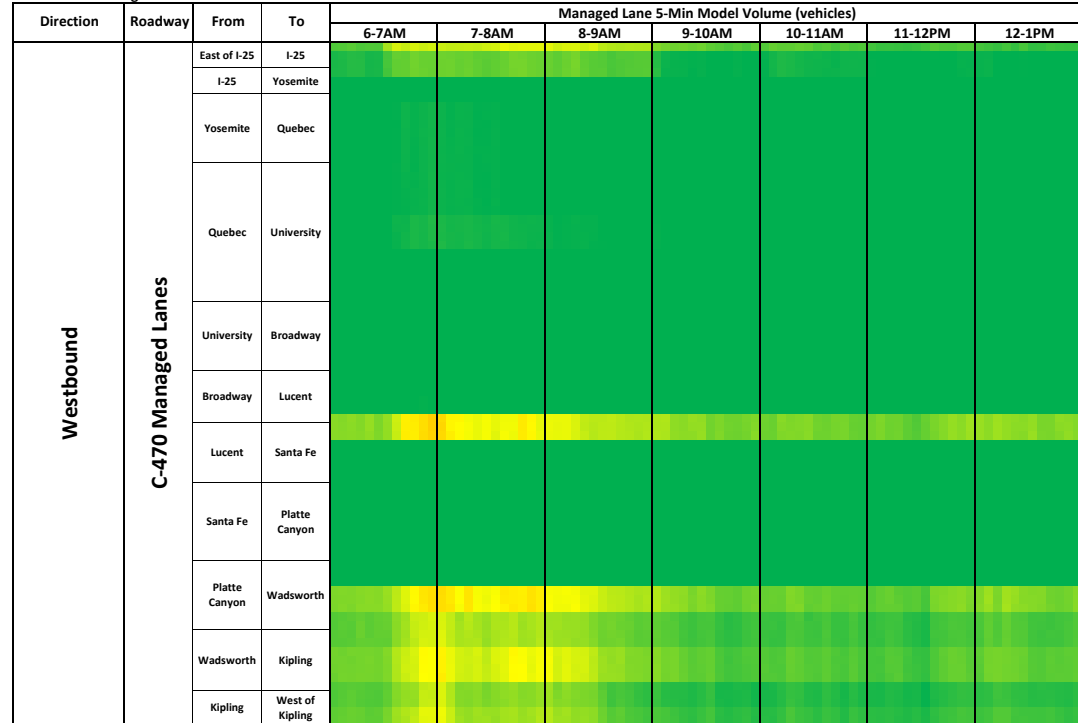 Direction Roadway From To Managed Lane 5-Min Model Volume (vehicles)
6-7AM 7-8AM 8-9AM 9-10AM 10-11AM 11-12PM 12-1PM
Westbound
C-470 Managed Lanes
East of I-25 I-25
I-25 Yosemite
Yosemite Quebec
Quebec University
University Broadway
Broadway Lucent
Lucent Santa Fe
Santa Fe Platte
Canyon
Platte
Canyon Wadsworth
Wadsworth Kipling
Kipling West of
Kipling